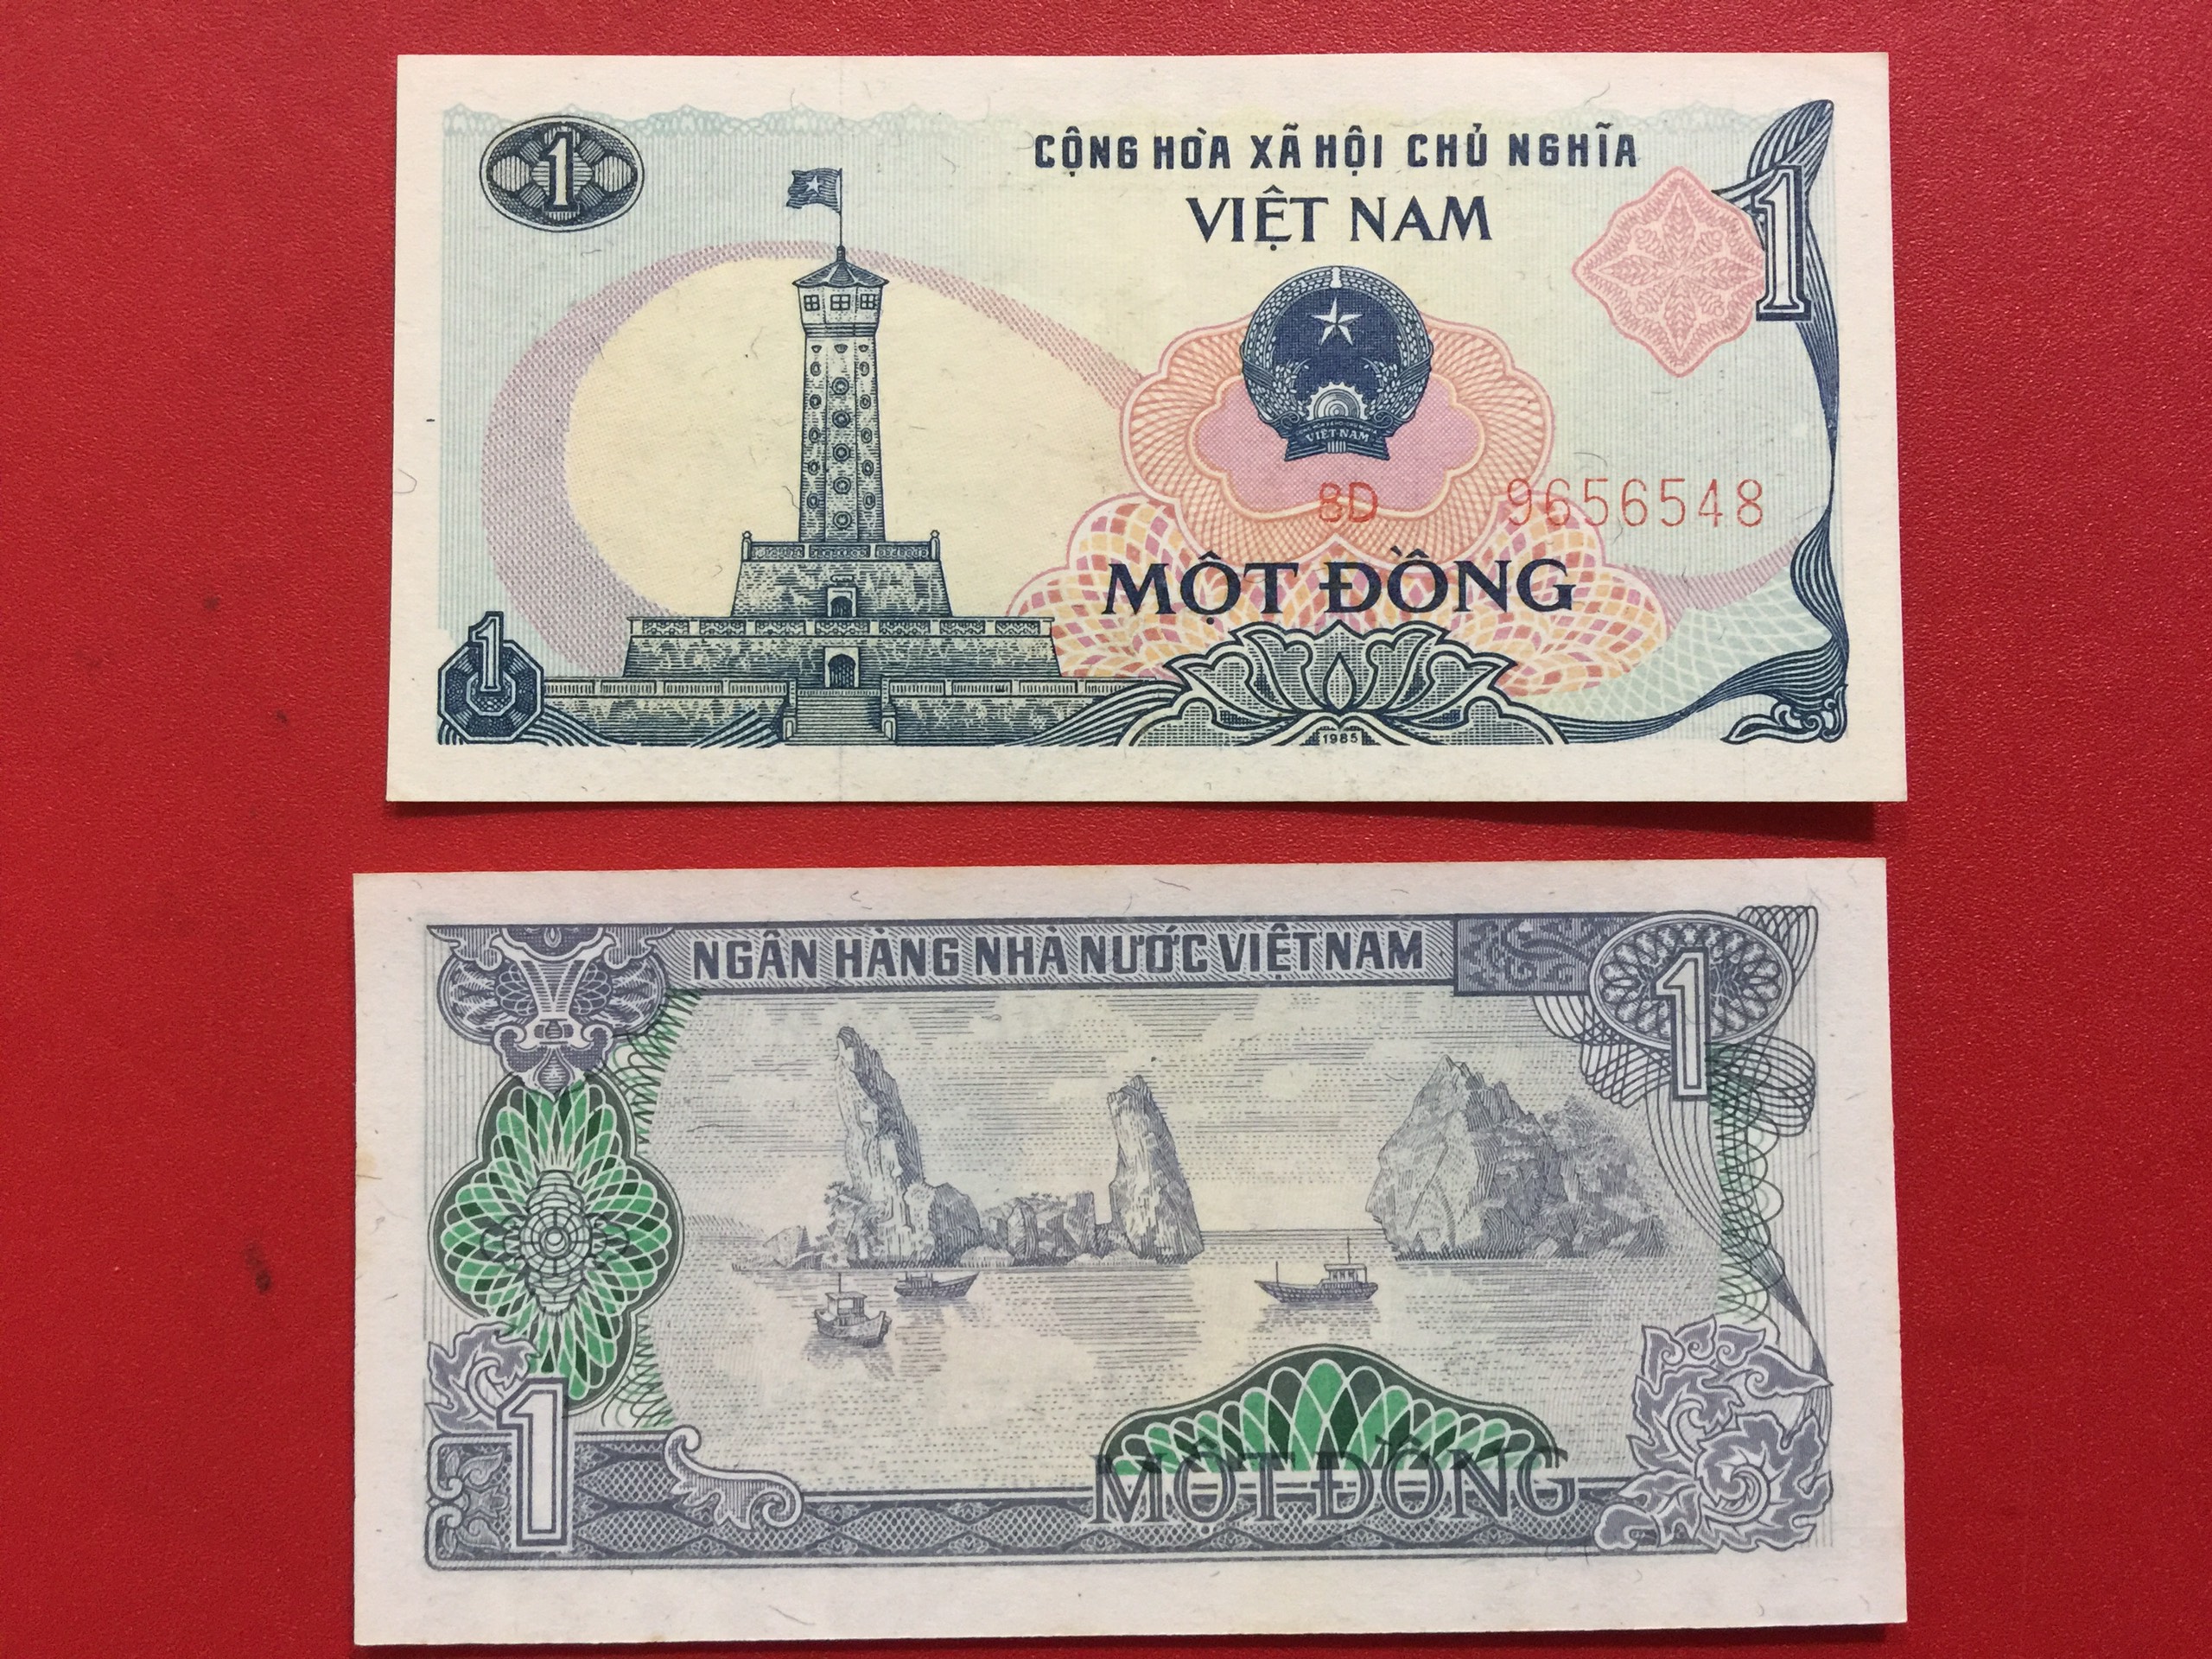 1
CỘNG HÒA XÃ HỘI CHỦ NGHĨA
VIỆT NAM
1
VIỆT-NAM
8D 9656548
MỘT ĐỒNG
1
1985
NGÂN HÀNG NHÀ NƯỚC VIỆT NAM
1
1
MỘT ĐỒNG